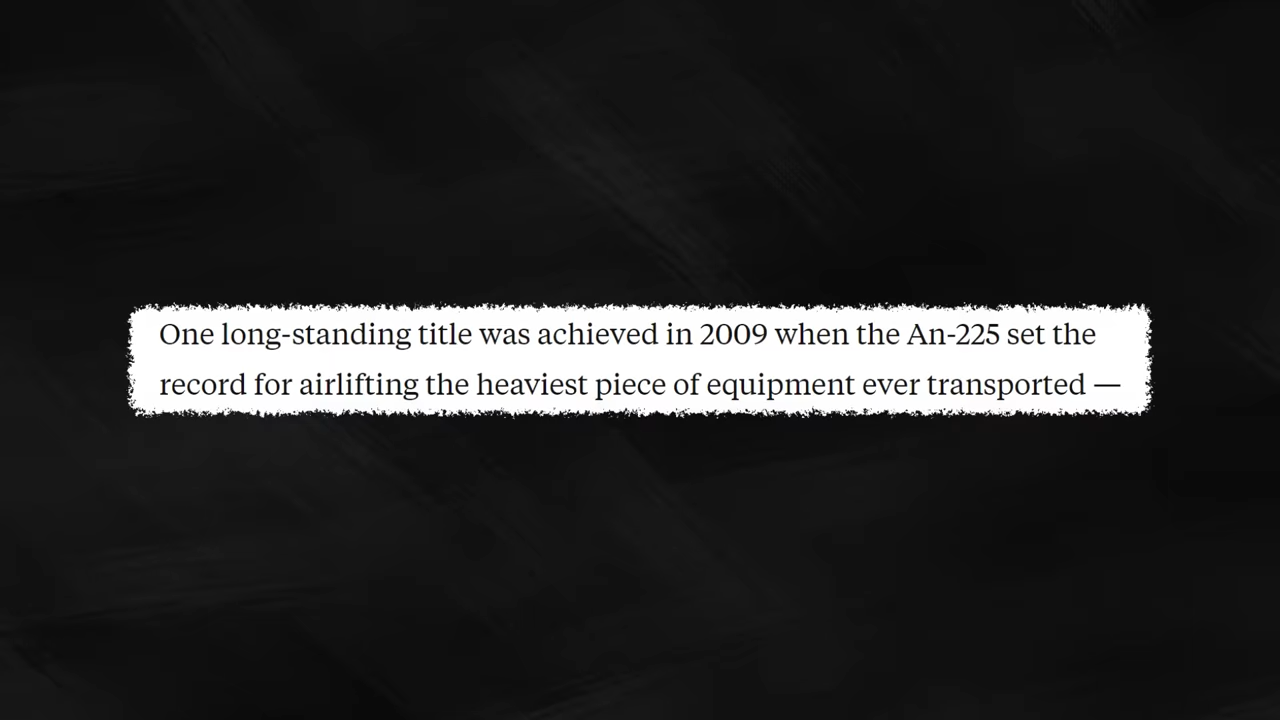 One long-standing title was achieved in 2009 when the An-225 set the
record for airlifting the heaviest piece of equipment ever transported —